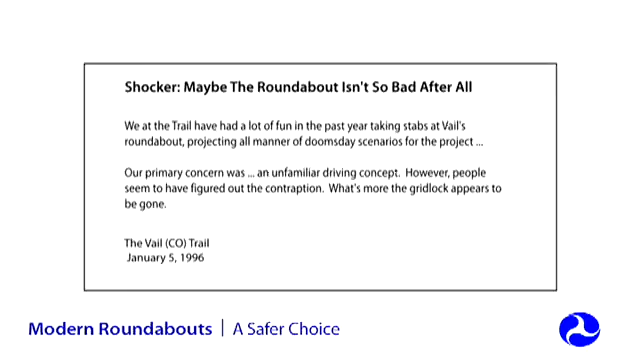 Shocker: Maybe The Roundabout Isn't So Bad After All
We at the Trail have had a lot of fun in the past year taking stabs at Vail's
roundabout, projecting all manner of doomsday scenarios for the project ...
Our primary concern was ... an unfamiliar driving concept. However, people
seem to have figured out the contraption. What's more the gridlock appears to
be gone.
The Vail (CO) Trail
January 5, 1996
Modern Roundabouts | A Safer Choice